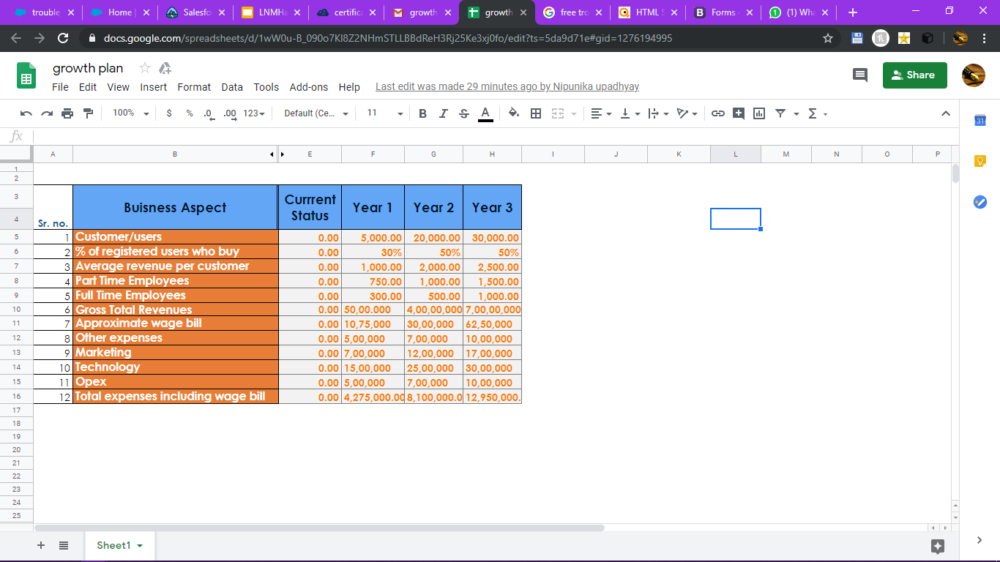 trouble Home | Salesfo LNMHa certifica growth growth free tro HTML S Forms - (1) Wha
docs.google.com/spreadsheets/d/1wW0u-B_090o7KI8Z2NHmSTLLBBdReH3Rj25Ke3xj0fo/edit?ts=5da9d71e#gid=1276194995
growth plan
File Edit View Insert Format Data Tools Add-ons Help Last edit was made 29 minutes ago by Nipunika upadhyay
Share
100% $ % .0 .00 123 Default (Ce... 11 B I S A Σ
31
fx
A B E F G H I J K L M N O P
1
2
3 Buisness Aspect Currrent Status Year 1 Year 2 Year 3
4 Sr. no.
5 1 Customer/users 0.00 5,000.00 20,000.00 30,000.00
6 2 % of registered users who buy 0.00 30% 50% 50%
7 3 Average revenue per customer 0.00 1,000.00 2,000.00 2,500.00
8 4 Part Time Employees 0.00 750.00 1,000.00 1,500.00
9 5 Full Time Employees 0.00 300.00 500.00 1,000.00
10 6 Gross Total Revenues 0.00 50,00.000 4,00,00,000 7,00,00,000
11 7 Approximate wage bill 0.00 10,75,000 30,00,000 62,50,000
12 8 Other expenses 0.00 5,00,000 7,00,000 10,00,000
13 9 Marketing 0.00 7,00,000 12,00,000 17,00,000
14 10 Technology 0.00 15,00,000 25,00,000 30,00,000
15 11 Opex 0.00 5,00,000 7,00,000 10,00,000
16 12 Total expenses including wage bill 0.00 4,275,000.00 8,100,000.0 12,950,000.
17
18
19
20
21
22
23
24
25
Sheet1